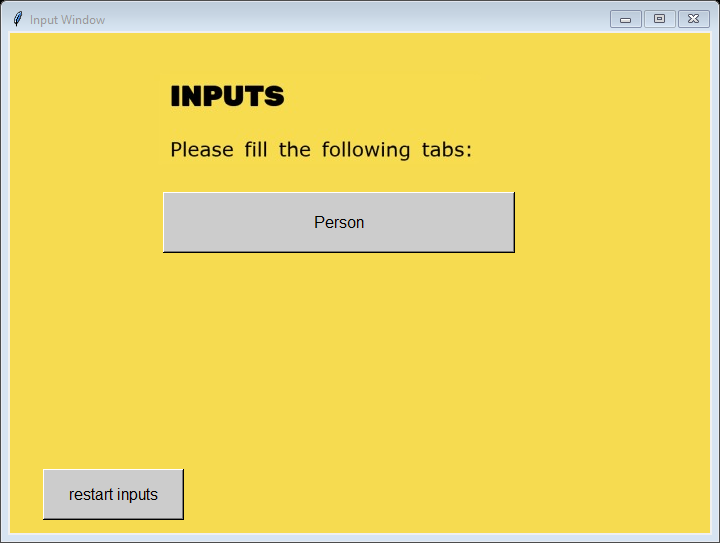 Input Window
INPUTS
Please fill the following tabs:
Person
restart inputs